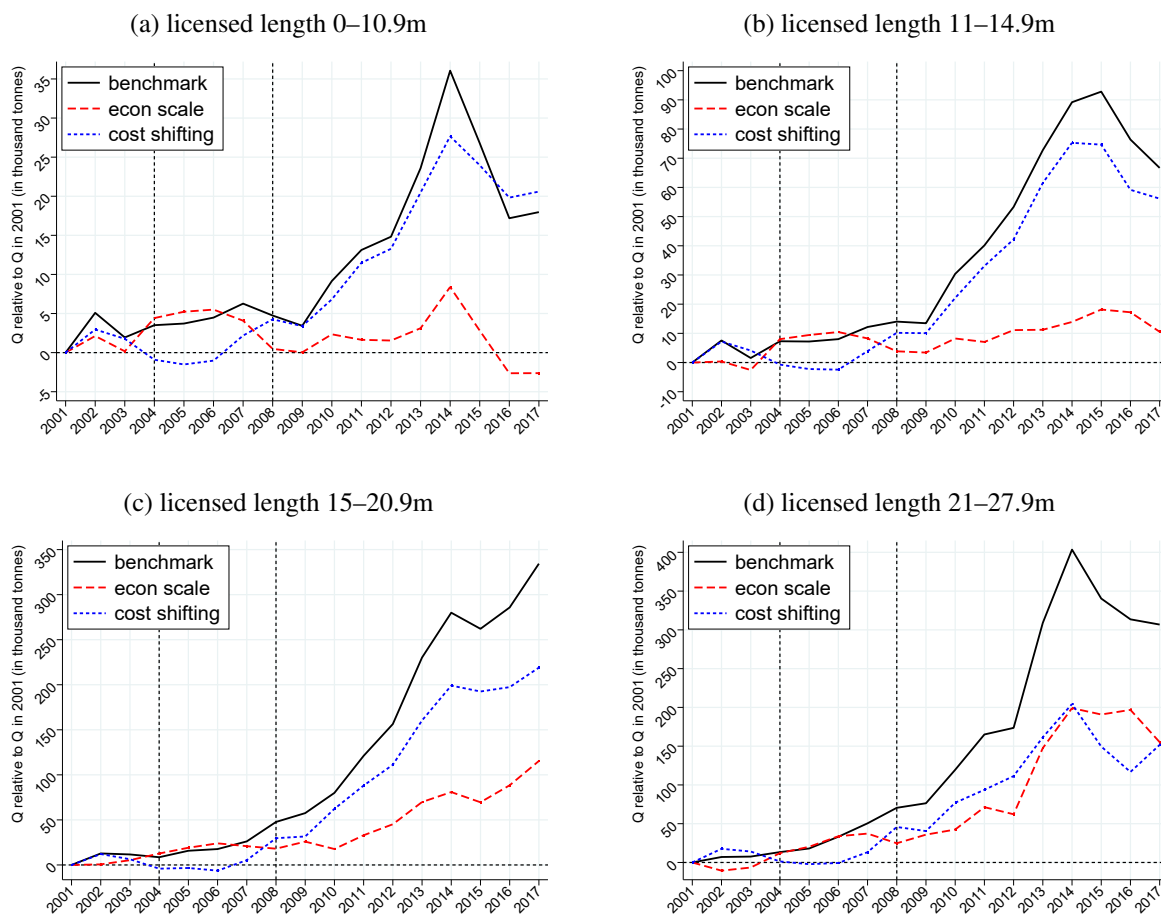 (a) licensed length 0–10.9m
Q relative to Q in 2001 (in thousand tonnes)
35
30
25
20
15
10
5
0
-5
benchmark
econ scale
cost shifting
2001 2002 2003 2004 2005 2006 2007 2008 2009 2010 2011 2012 2013 2014 2015 2016 2017
(b) licensed length 11–14.9m
Q relative to Q in 2001 (in thousand tonnes)
100
90
80
70
60
50
40
30
20
10
0
-10
benchmark
econ scale
cost shifting
2001 2002 2003 2004 2005 2006 2007 2008 2009 2010 2011 2012 2013 2014 2015 2016 2017
(c) licensed length 15–20.9m
Q relative to Q in 2001 (in thousand tonnes)
350
300
250
200
150
100
50
0
benchmark
econ scale
cost shifting
2001 2002 2003 2004 2005 2006 2007 2008 2009 2010 2011 2012 2013 2014 2015 2016 2017
(d) licensed length 21–27.9m
Q relative to Q in 2001 (in thousand tonnes)
400
350
300
250
200
150
100
50
0
benchmark
econ scale
cost shifting
2001 2002 2003 2004 2005 2006 2007 2008 2009 2010 2011 2012 2013 2014 2015 2016 2017